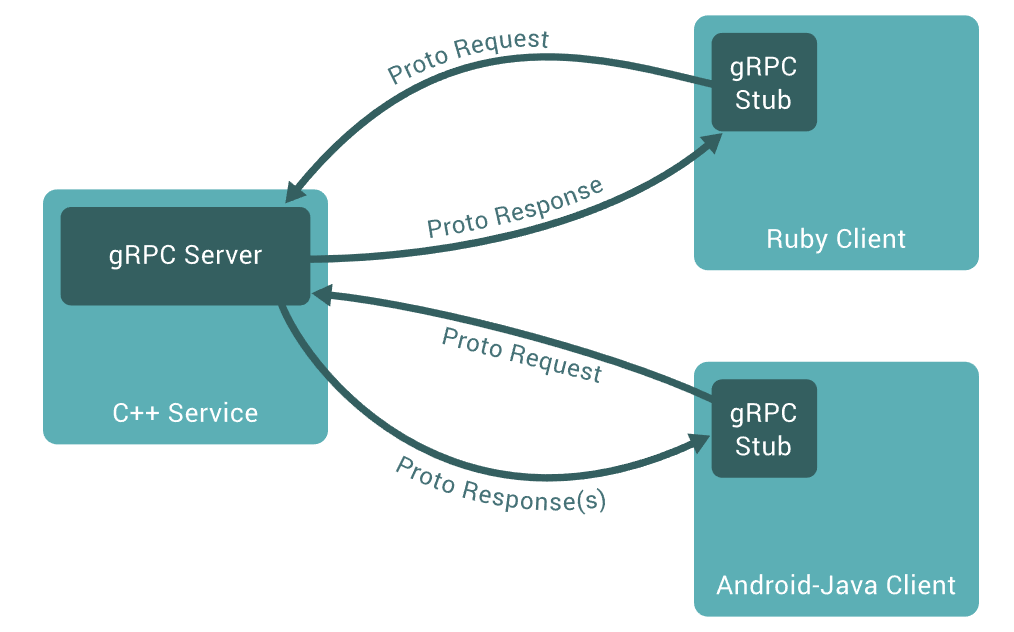 Proto Request
gRPC
Stub
Ruby Client
Proto Response
gRPC Server
C++ Service
Proto Request
gRPC
Stub
Android-Java Client
Proto Response(s)